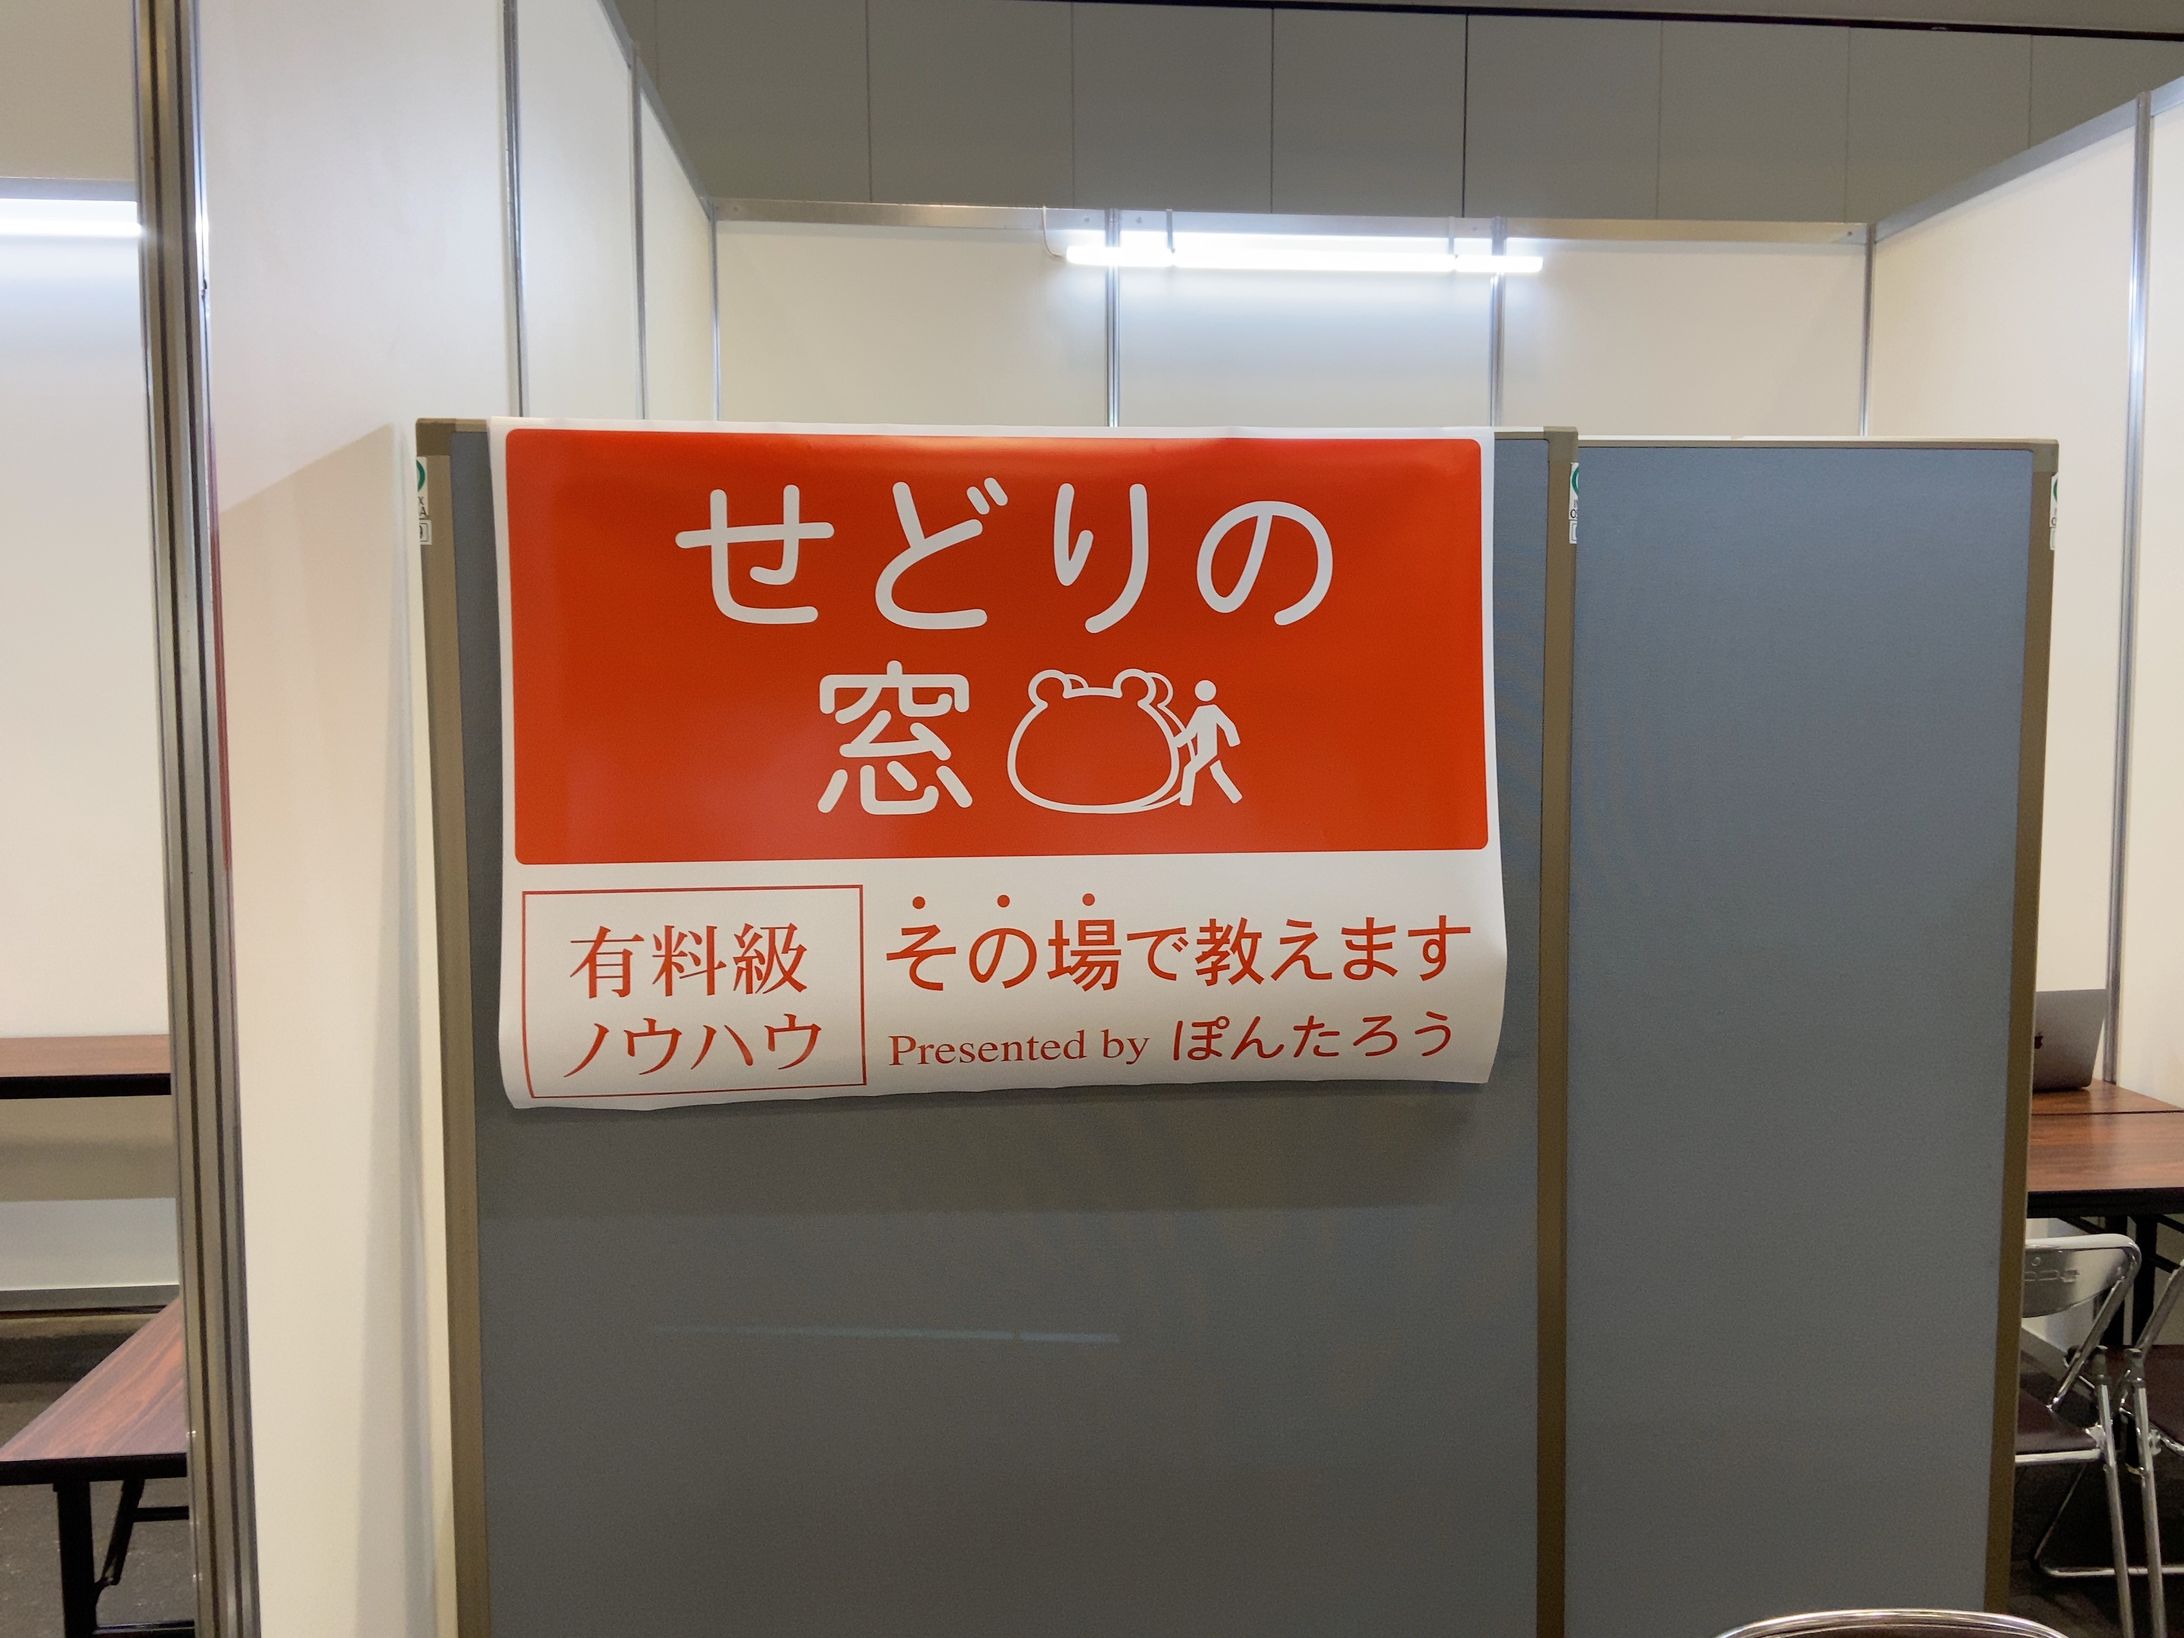 せどりの
窓
有料級
ノウハウ
その場で教えます
Presented by ぽんたろう